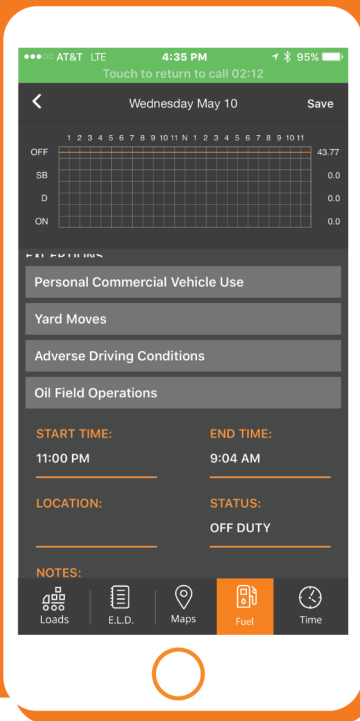 AT&T LTE 4:35 PM 95%
Touch to return to call 02:12
Wednesday May 10 Save
1 2 3 4 5 6 7 8 9 10 11 N 1 2 3 4 5 6 7 8 9 10 11
OFF 43.77
SB 0.0
D 0.0
ON 0.0
EXCEPTIONS
Personal Commercial Vehicle Use
Yard Moves
Adverse Driving Conditions
Oil Field Operations
START TIME: END TIME:
11:00 PM 9:04 AM
LOCATION: STATUS:
OFF DUTY
NOTES:
Loads E.L.D. Maps Fuel Time